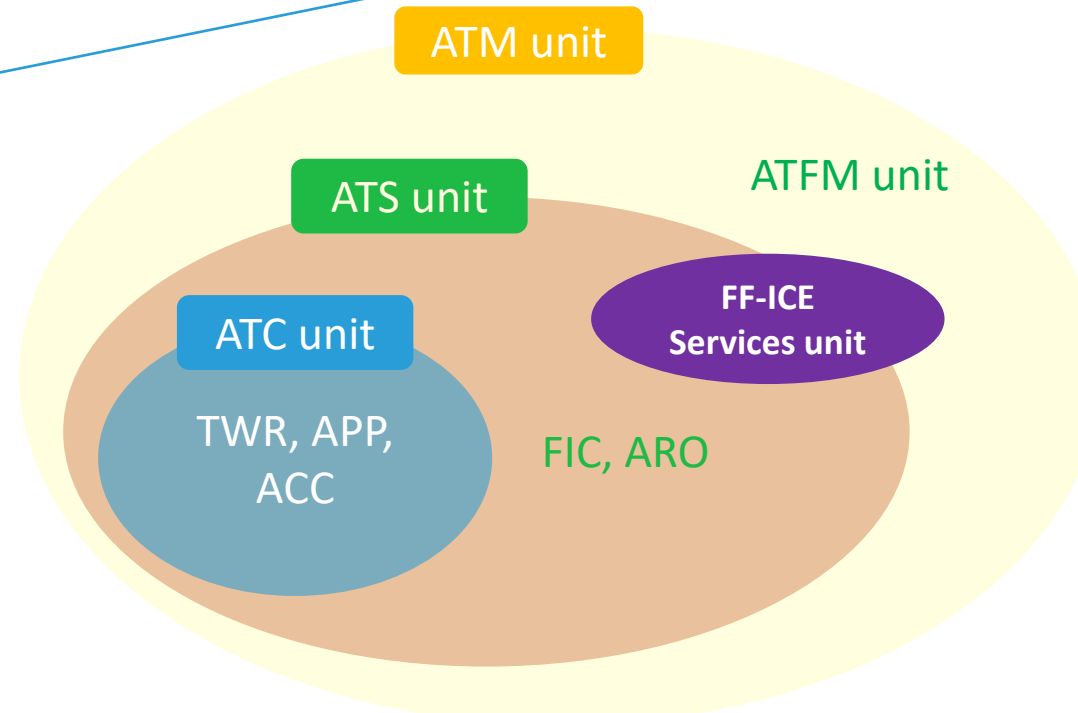 ATM unit
ATFM unit
ATS unit
FF-ICE
Services unit
ATC unit
TWR, APP,
ACC
FIC, ARO